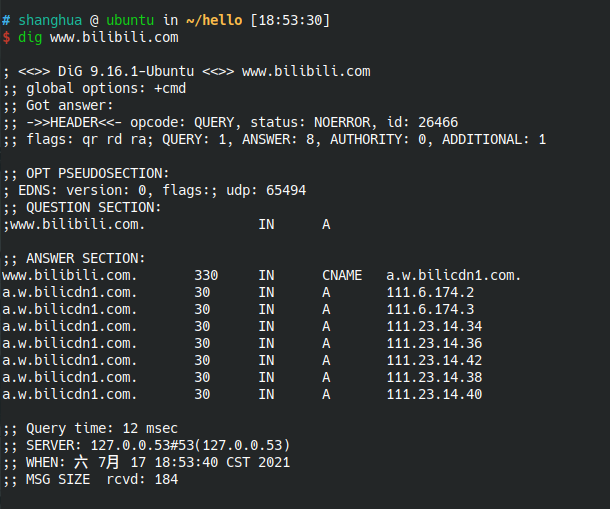 # shanghua @ ubuntu in ~/hello [18:53:30]
$ dig www.bilibili.com

; <<>> DiG 9.16.1-Ubuntu <<>> www.bilibili.com
;; global options: +cmd
;; Got answer:
;; ->>HEADER<<- opcode: QUERY, status: NOERROR, id: 26466
;; flags: qr rd ra; QUERY: 1, ANSWER: 8, AUTHORITY: 0, ADDITIONAL: 1

;; OPT PSEUDOSECTION:
; EDNS: version: 0, flags:; udp: 65494
;; QUESTION SECTION:
;www.bilibili.com.              IN      A

;; ANSWER SECTION:
www.bilibili.com.       330     IN      CNAME   a.w.bilicdn1.com.
a.w.bilicdn1.com.       30      IN      A       111.6.174.2
a.w.bilicdn1.com.       30      IN      A       111.6.174.3
a.w.bilicdn1.com.       30      IN      A       111.23.14.34
a.w.bilicdn1.com.       30      IN      A       111.23.14.36
a.w.bilicdn1.com.       30      IN      A       111.23.14.42
a.w.bilicdn1.com.       30      IN      A       111.23.14.38
a.w.bilicdn1.com.       30      IN      A       111.23.14.40

;; Query time: 12 msec
;; SERVER: 127.0.0.53#53(127.0.0.53)
;; WHEN: 六 7月 17 18:53:40 CST 2021
;; MSG SIZE  rcvd: 184